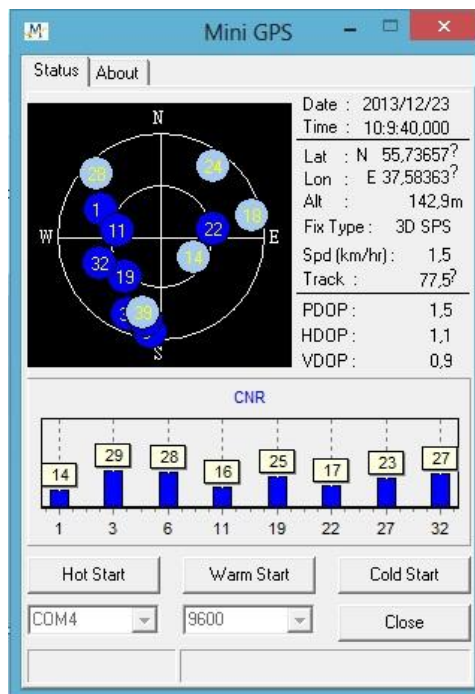 Mini GPS
Status About
Date : 2013/12/23
Time : 10:9:40,000
Lat : N 55,73657?
Lon : E 37,58363?
Alt : 142,9m
Fix Type : 3D SPS
Spd (km/hr) : 1,5
Track : 77,5?
PDOP : 1,5
HDOP : 1,1
VDOP : 0,9
N
28 24
1 18
11 22
W E
32 14
19
39
S
CNR
14 29 28 16 25 17 23 27
1 3 6 11 19 22 27 32
Hot Start Warm Start Cold Start
COM4 9600 Close